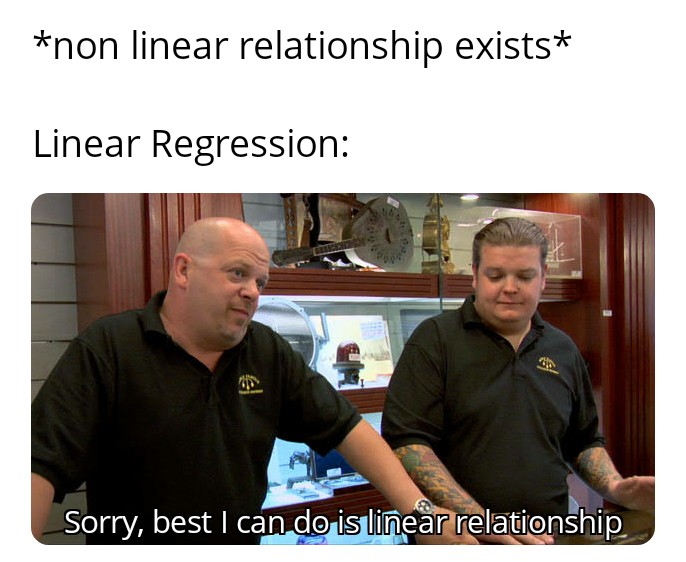 *non linear relationship exists*
Linear Regression:
Sorry, best I can do is linear relationship